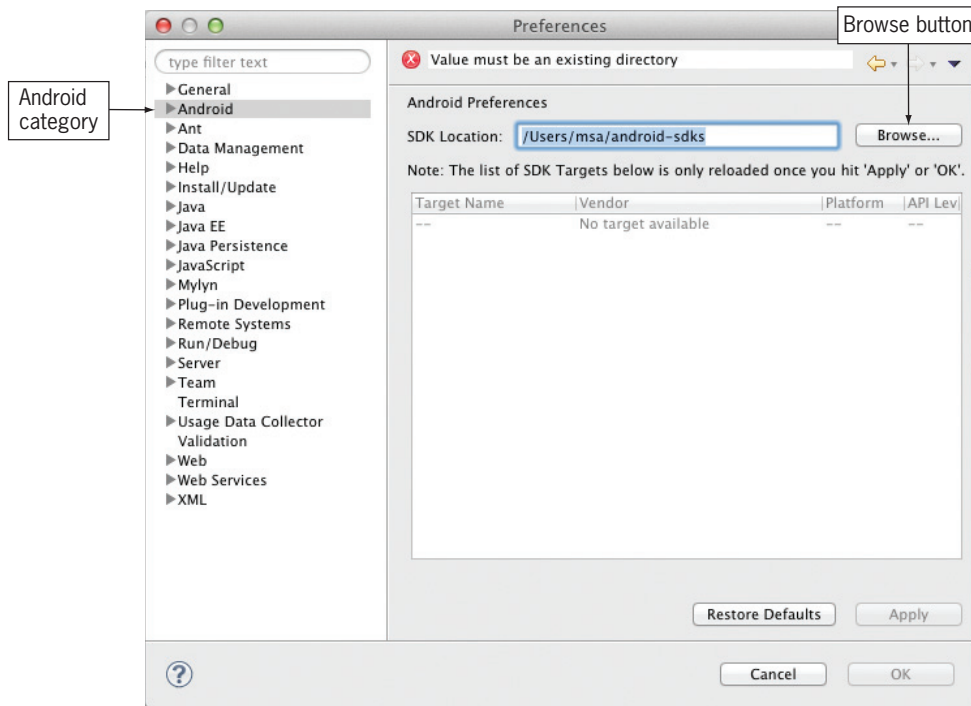 Preferences
Browse button
type filter text
Value must be an existing directory
Android
category
General
Android
Ant
Data Management
Help
Install/Update
Java
Java EE
Java Persistence
JavaScript
Mylyn
Plug-in Development
Remote Systems
Run/Debug
Server
Team
Terminal
Usage Data Collector
Validation
Web
Web Services
XML
Android Preferences
SDK Location: /Users/msa/android-sdks Browse...
Note: The list of SDK Targets below is only reloaded once you hit 'Apply' or 'OK'.
Target Name Vendor Platform API Lev
-- No target available -- --
Restore Defaults Apply
? Cancel OK